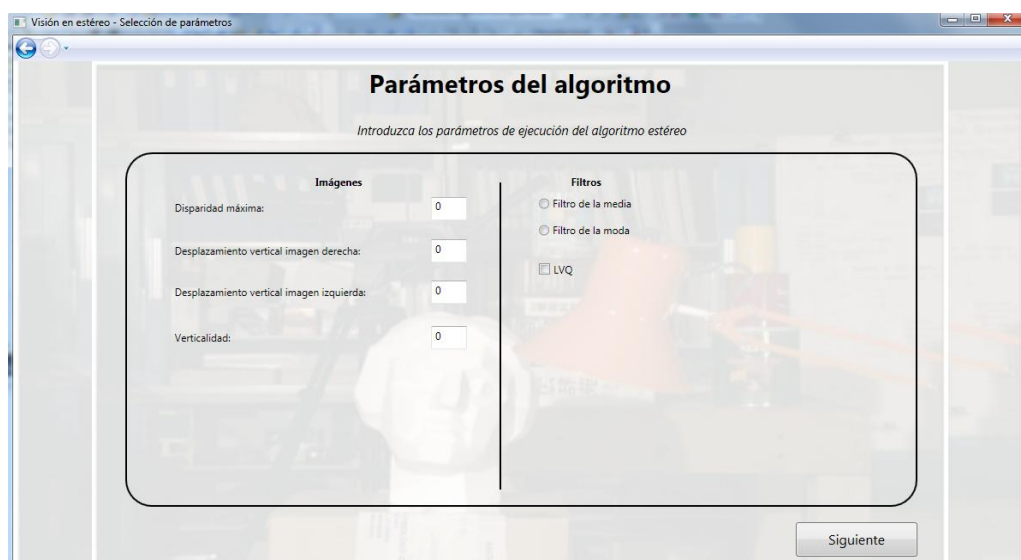 Visión en estéreo - Selección de parámetros
Parámetros del algoritmo
Introduzca los parámetros de ejecución del algoritmo estéreo
Imágenes
Disparidad máxima: 0
Desplazamiento vertical imagen derecha: 0
Desplazamiento vertical imagen izquierda: 0
Verticalidad: 0
Filtros
Filtro de la media
Filtro de la moda
LVQ
Siguiente